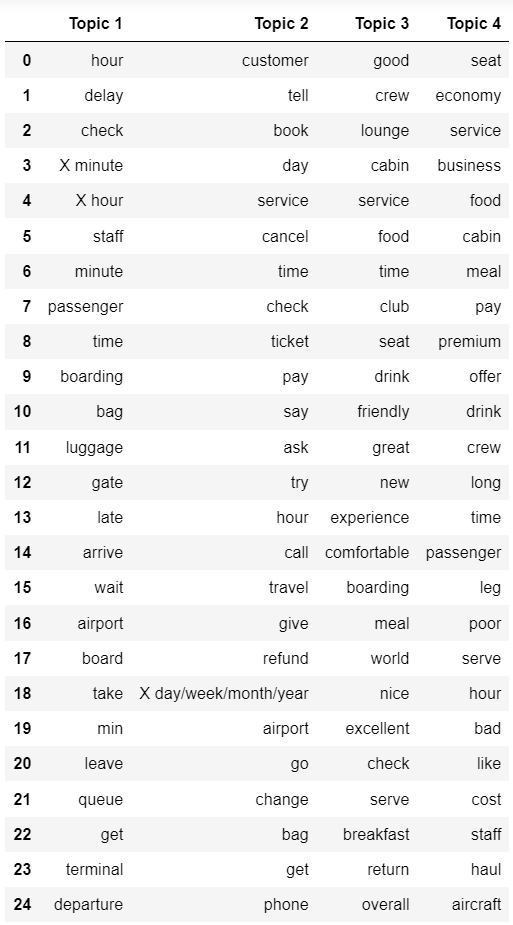 Topic 1 Topic 2 Topic 3 Topic 4
0 hour customer good seat
1 delay tell crew economy
2 check book lounge service
3 X minute day cabin business
4 X hour service service food
5 staff cancel food cabin
6 minute time time meal
7 passenger check club pay
8 time ticket seat premium
9 boarding pay drink offer
10 bag say friendly drink
11 luggage ask great crew
12 gate try new long
13 late hour experience time
14 arrive call comfortable passenger
15 wait travel boarding leg
16 airport give meal poor
17 board refund world serve
18 take X day/week/month/year nice hour
19 min airport excellent bad
20 leave go check like
21 queue change serve cost
22 get bag breakfast staff
23 terminal get return haul
24 departure phone overall aircraft